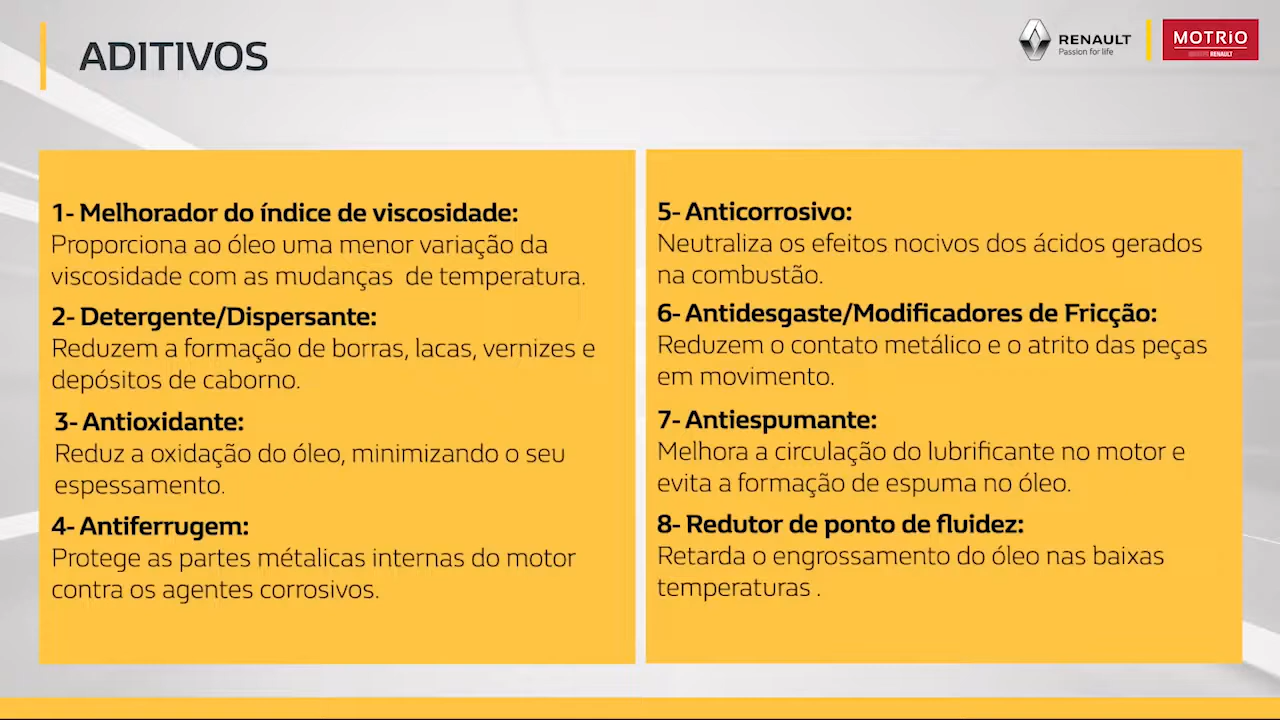 ADITIVOS
RENAULT
Passion for life
MOTRiO
GROUPE RENAULT
1- Melhorador do índice de viscosidade:
Proporciona ao óleo uma menor variação da
viscosidade com as mudanças de temperatura.
2- Detergente/Dispersante:
Reduzem a formação de borras, lacas, vernizes e
depósitos de caborno.
3- Antioxidante:
Reduz a oxidação do óleo, minimizando o seu
espessamento.
4- Antiferrugem:
Protege as partes métalicas internas do motor
contra os agentes corrosivos.
5- Anticorrosivo:
Neutraliza os efeitos nocivos dos ácidos gerados
na combustão.
6- Antidesgaste/Modificadores de Fricção:
Reduzem o contato metálico e o atrito das peças
em movimento.
7- Antiespumante:
Melhora a circulação do lubrificante no motor e
evita a formação de espuma no óleo.
8- Redutor de ponto de fluidez:
Retarda o engrossamento do óleo nas baixas
temperaturas .